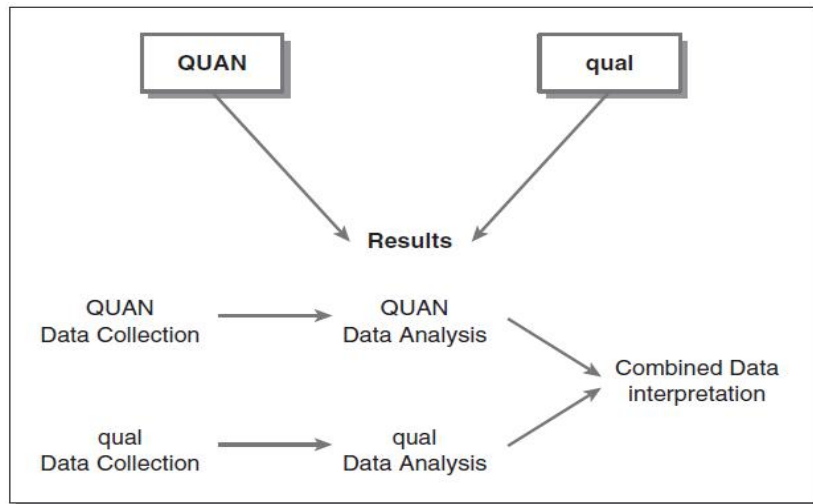 QUAN
qual
Results
QUAN
Data Collection
QUAN
Data Analysis
Combined Data
interpretation
qual
Data Collection
qual
Data Analysis